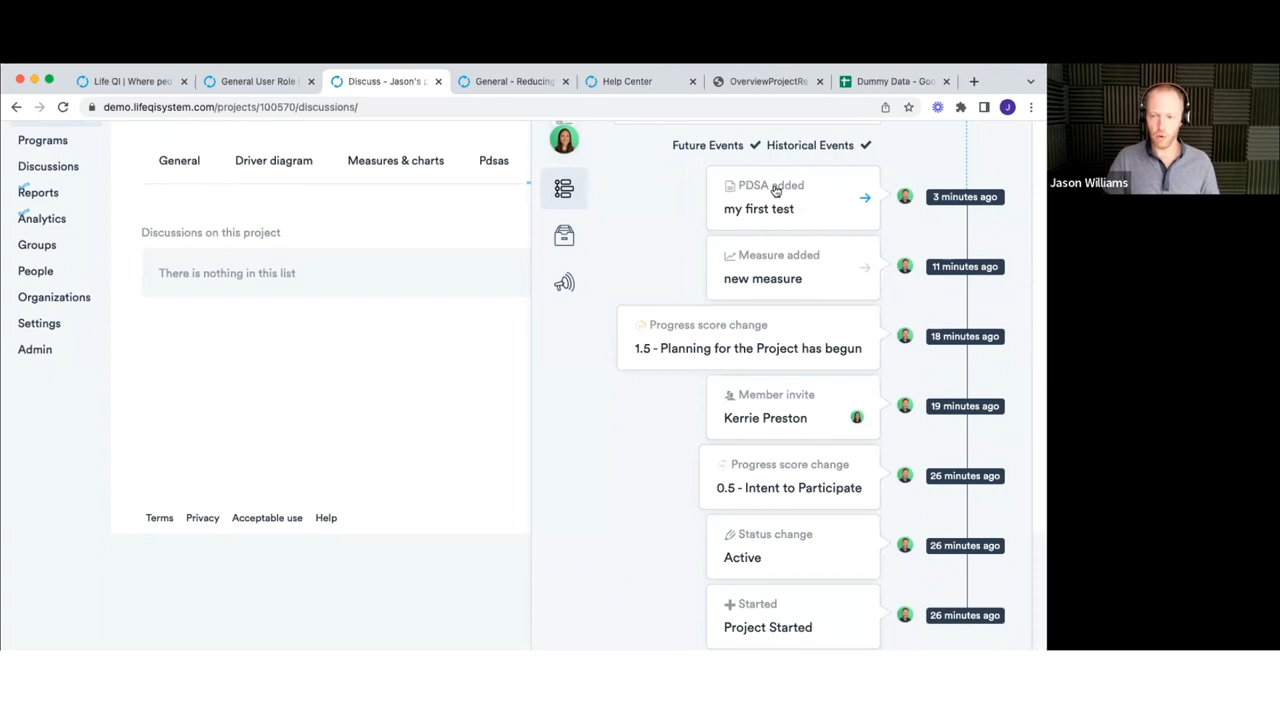 Life QI | Where peo
General User Role
Discuss - Jason's p
General - Reducing
Help Center
OverviewProjectRe
Dummy Data - Goo
demo.lifeqisystem.com/projects/100570/discussions/
J
Programs
Discussions
Reports
Analytics
Groups
People
Organizations
Settings
Admin
General
Driver diagram
Measures & charts
Pdsas
Discussions on this project
There is nothing in this list
Terms
Privacy
Acceptable use
Help
Future Events
Historical Events
PDSA added
my first test
3 minutes ago
Measure added
new measure
11 minutes ago
Progress score change
1.5 - Planning for the Project has begun
18 minutes ago
Member invite
Kerrie Preston
19 minutes ago
Progress score change
0.5 - Intent to Participate
26 minutes ago
Status change
Active
26 minutes ago
Started
Project Started
26 minutes ago
Jason Williams